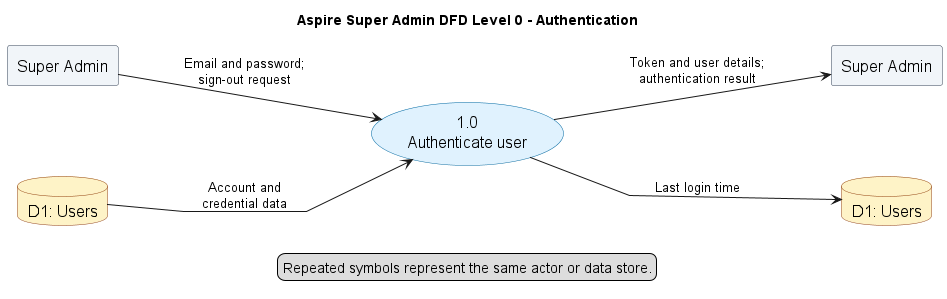 Aspire Super Admin DFD Level 0 - Authentication
Super Admin
Email and password;
sign-out request
Token and user details;
authentication result
Super Admin
1.0
Authenticate user
D1: Users
Account and
credential data
Last login time
D1: Users
Repeated symbols represent the same actor or data store.